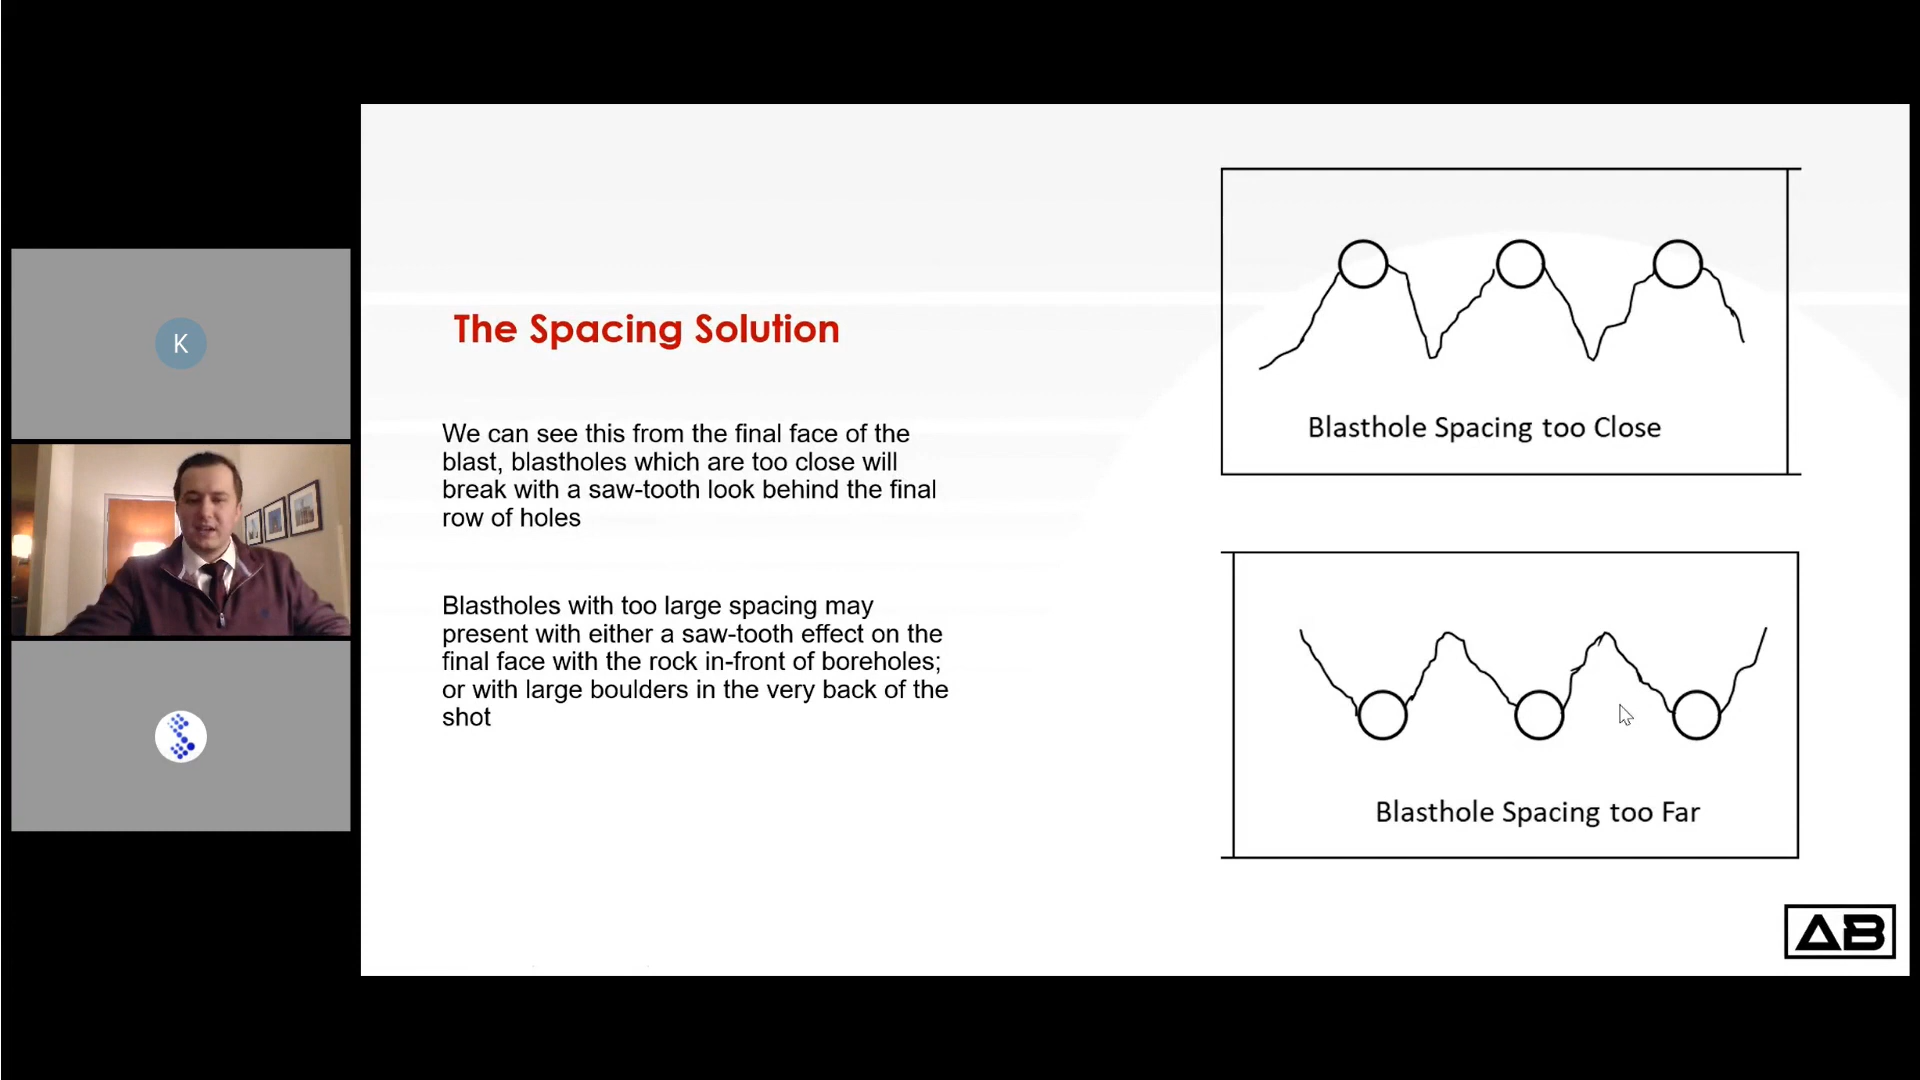 K
The Spacing Solution
We can see this from the final face of the
blast, blastholes which are too close will
break with a saw-tooth look behind the final
row of holes
Blastholes with too large spacing may
present with either a saw-tooth effect on the
final face with the rock in-front of boreholes;
or with large boulders in the very back of the
shot
Blasthole Spacing too Close
Blasthole Spacing too Far
AB